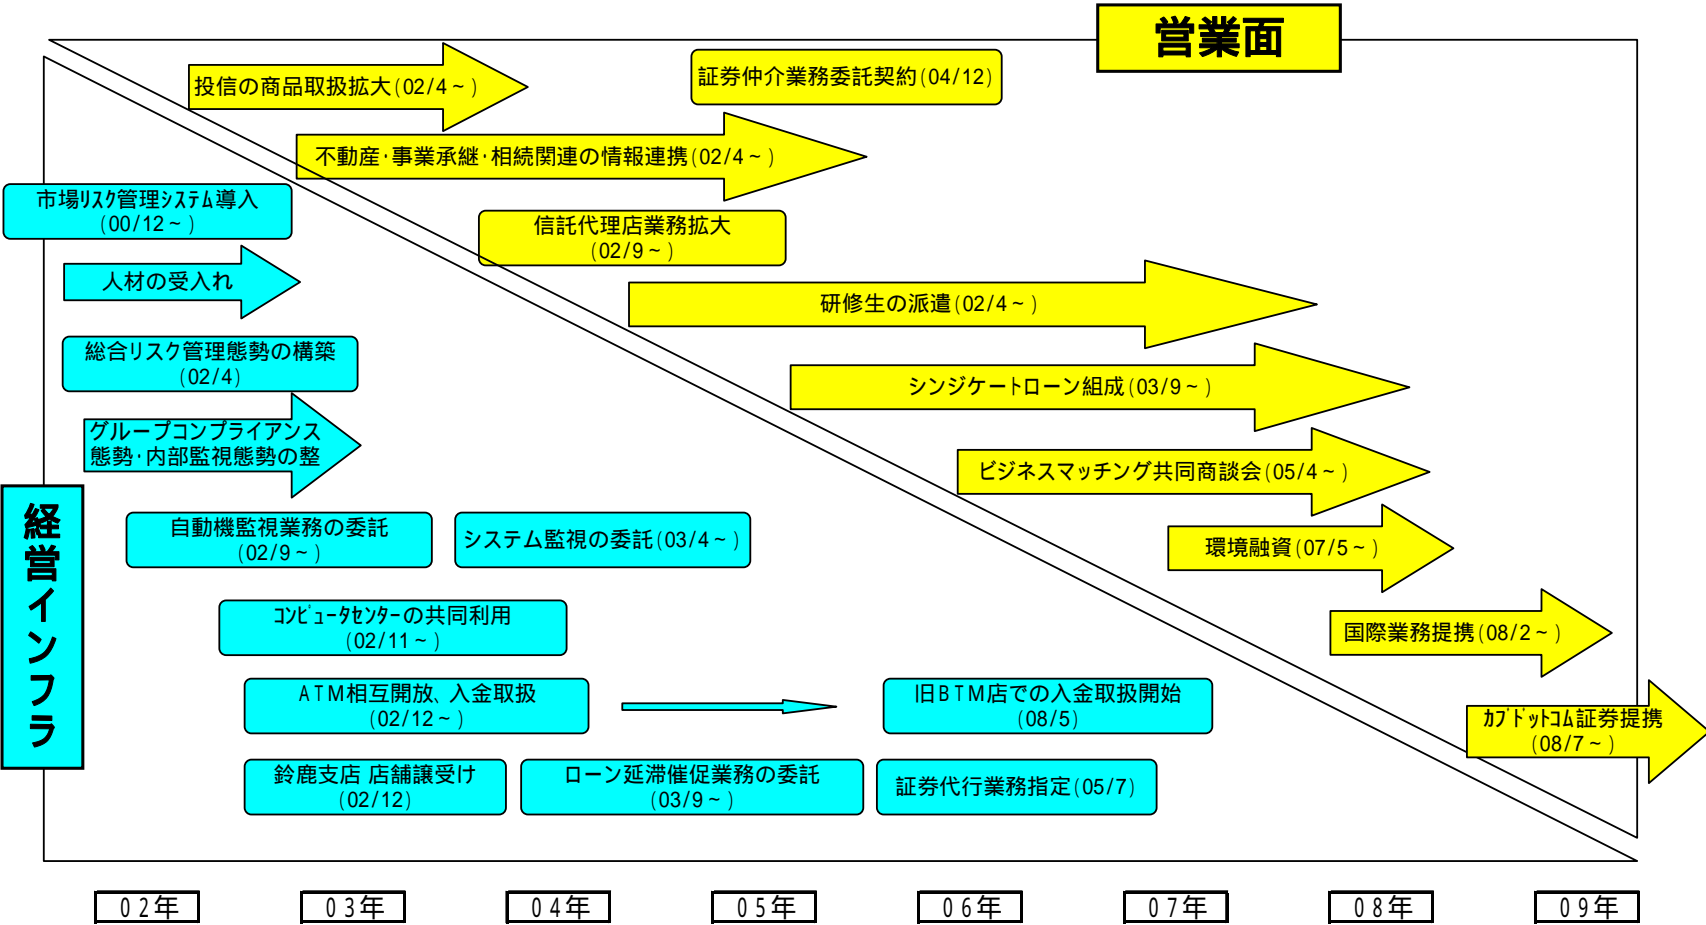 営業面
投信の商品取扱拡大(02/4~)
証券仲介業務委託契約(04/12)
不動産･事業承継･相続関連の情報連携(02/4~)
市場ﾘｽｸ管理ｼｽﾃﾑ導入
(00/12~)
信託代理店業務拡大
(02/9~)
人材の受入れ
研修生の派遣(02/4~)
総合リスク管理態勢の構築
(02/4)
シンジケートローン組成(03/9~)
グループコンプライアンス
態勢･内部監視態勢の整
ビジネスマッチング共同商談会(05/4~)
経営インフラ
自動機監視業務の委託
(02/9~)
システム監視の委託(03/4~)
環境融資(07/5~)
ｺﾝﾋﾟｭｰﾀｾﾝﾀｰの共同利用
(02/11~)
国際業務提携(08/2~)
ATM相互開放、入金取扱
(02/12~)
旧BTM店での入金取扱開始
(08/5)
ｶﾌﾞﾄﾞｯﾄｺﾑ証券提携
(08/7~)
鈴鹿支店 店舗譲受け
(02/12)
ローン延滞催促業務の委託
(03/9~)
証券代行業務指定(05/7)
02年
03年
04年
05年
06年
07年
08年
09年